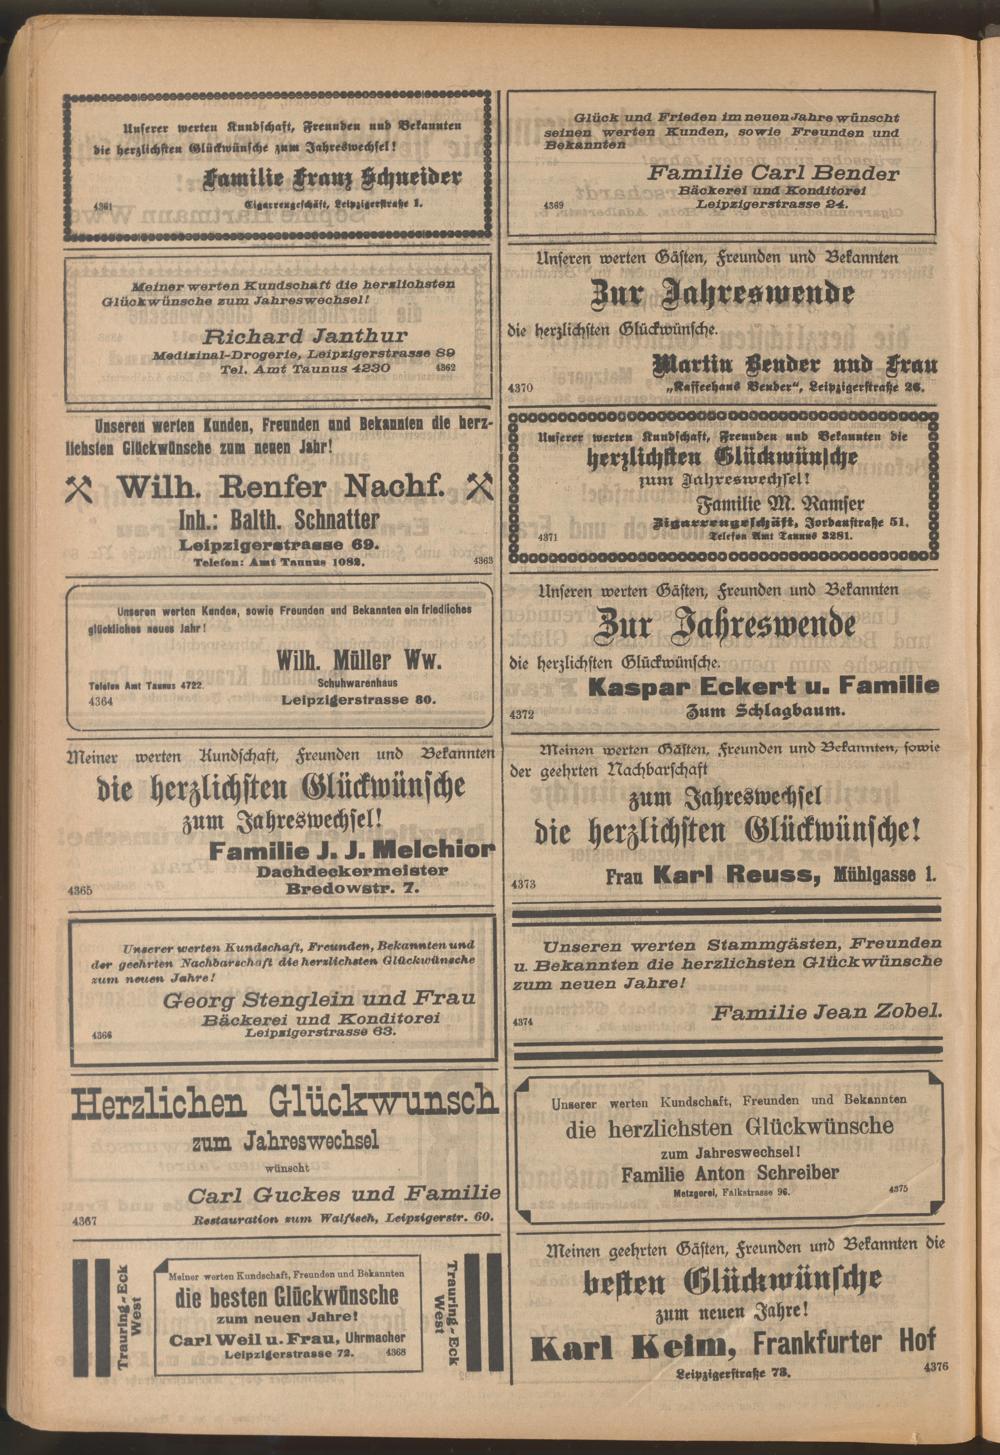 Unserer werten Kundschaft, Freunden und Bekannten
die herzlichsten Glückwünsche zum Jahreswechsel!
Familie Franz Schneider
4361 Cigarrengeschäft, Leipzigerstraße 1.
Meiner werten Kundschaft die herzlichsten
Glückwünsche zum Jahreswechsel!
Richard Janthur
Medizinal-Drogerie, Leipzigerstrasse 89
Tel. Amt Taunus 4230 4362
Unseren werten Kunden, Freunden und Bekannten die herz-
lichsten Glückwünsche zum neuen Jahr!
Wilh. Renfer Nachf.
Inh.: Balth. Schnatter
Leipzigerstrasse 69.
Telefon: Amt Taunus 1082. 4363
Unseren werten Kunden, sowie Freunden und Bekannten ein friedliches
glückliches neues Jahr!
Wilh. Müller Ww.
Telefon Amt Taunus 4722. Schuhwarenhaus
4364 Leipzigerstrasse 80.
Meiner werten Kundschaft, Freunden und Bekannten
die herzlichsten Glückwünsche
zum Jahreswechsel!
Familie J. J. Melchior
Dachdeckermeister
4365 Bredowstr. 7.
Unserer werten Kundschaft, Freunden, Bekannten und
der geehrten Nachbarschaft die herzlichsten Glückwünsche
zum neuen Jahre!
Georg Stenglein und Frau
Bäckerei und Konditorei
4366 Leipzigerstrasse 63.
Herzlichen Glückwunsch
zum Jahreswechsel
wünscht
Carl Guckes und Familie
4367 Restauration zum Walfisch, Leipzigerstr. 60.
Trauring-Eck
West
Meiner werten Kundschaft, Freunden und Bekannten
die besten Glückwünsche
zum neuen Jahre!
Carl Weil u. Frau, Uhrmacher
Leipzigerstrasse 72. 4368
Trauring-Eck
West
Glück und Frieden im neuen Jahre wünscht
seinen werten Kunden, sowie Freunden und
Bekannten
Familie Carl Bender
Bäckerei und Konditorei
4369 Leipzigerstrasse 24.
Unseren werten Gästen, Freunden und Bekannten
Zur Jahreswende
die herzlichsten Glückwünsche.
Martin Bender und Frau
4370 „Kaffeehaus Bender“, Leipzigerstraße 26.
Unserer werten Kundschaft, Freunden und Bekannten die
herzlichsten Glückwünsche
zum Jahreswechsel!
Familie M. Ramser
Zigarrengeschäft, Jordanstraße 51.
4371 Telefon Amt Taunus 3281.
Unseren werten Gästen, Freunden und Bekannten
Zur Jahreswende
die herzlichsten Glückwünsche.
Kaspar Eckert u. Familie
4372 Zum Schlagbaum.
Meinen werten Gästen, Freunden und Bekannten, sowie
der geehrten Nachbarschaft
zum Jahreswechsel
die herzlichsten Glückwünsche!
4373 Frau Karl Reuss, Mühlgasse 1.
Unseren werten Stammgästen, Freunden
u. Bekannten die herzlichsten Glückwünsche
zum neuen Jahre!
4374 Familie Jean Zobel.
Unserer werten Kundschaft, Freunden und Bekannten
die herzlichsten Glückwünsche
zum Jahreswechsel!
Familie Anton Schreiber
Metzgerei, Falkstrasse 96. 4375
Meinen geehrten Gästen, Freunden und Bekannten die
besten Glückwünsche
zum neuen Jahre!
Karl Keim, Frankfurter Hof
Leipzigerstraße 73. 4376